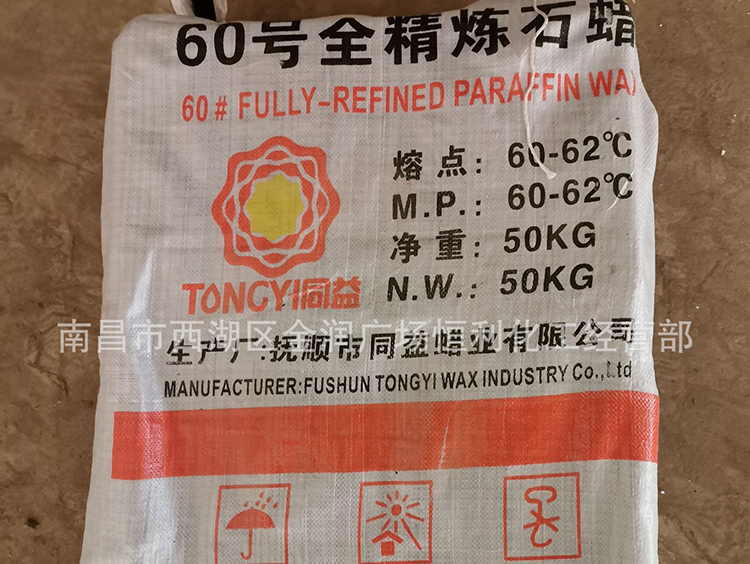 60号全精炼石蜡
60# FULLY-REFINED PARAFFIN WAX
熔点: 60-62℃
M.P.: 60-62℃
净重: 50KG
N.W.: 50KG
TONGYI同益
南昌市西湖区金润广场恒利化工经营部
生产厂:抚顺市同益蜡业有限公司
MANUFACTURER:FUSHUN TONGYI WAX INDUSTRY Co.,Ltd